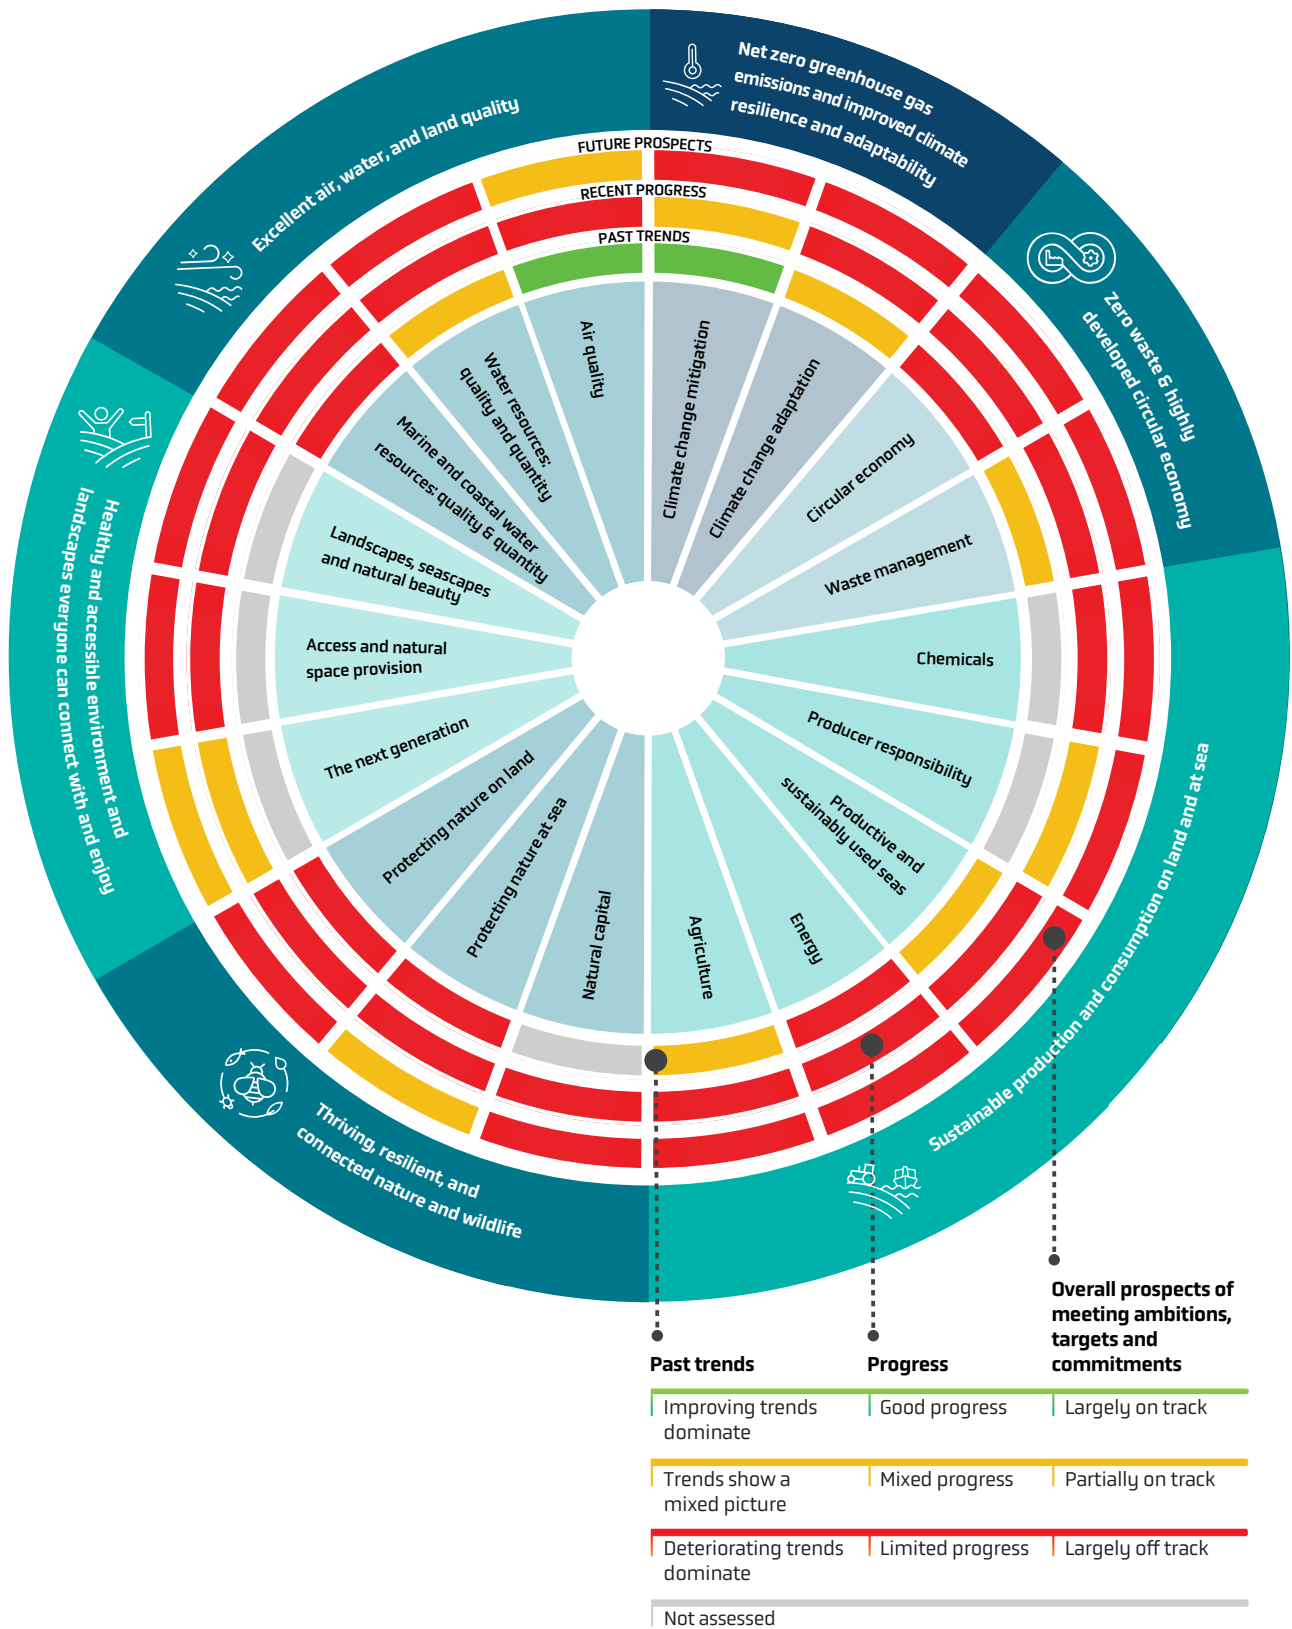 Net zero greenhouse gas
emissions and improved climate
resilience and adaptability
Zero waste & highly
developed circular economy
Sustainable production and consumption on land and at sea
Thriving, resilient, and
connected nature and wildlife
Healthy and accessible environment and
landscapes everyone can connect with and enjoy
Excellent air, water, and land quality
FUTURE PROSPECTS
RECENT PROGRESS
PAST TRENDS
Climate change mitigation
Climate change adaptation
Circular economy
Waste management
Chemicals
Producer responsibility
Productive and
sustainably used seas
Energy
Agriculture
Natural capital
Protecting nature at sea
Protecting nature on land
The next generation
Access and natural
space provision
Landscapes, seascapes
and natural beauty
Marine and coastal water
resources: quality & quantity
Water resources:
quality and quantity
Air quality
Past trends
Progress
Overall prospects of
meeting ambitions,
targets and
commitments
Improving trends
dominate
Good progress
Largely on track
Trends show a
mixed picture
Mixed progress
Partially on track
Deteriorating trends
dominate
Limited progress
Largely off track
Not assessed